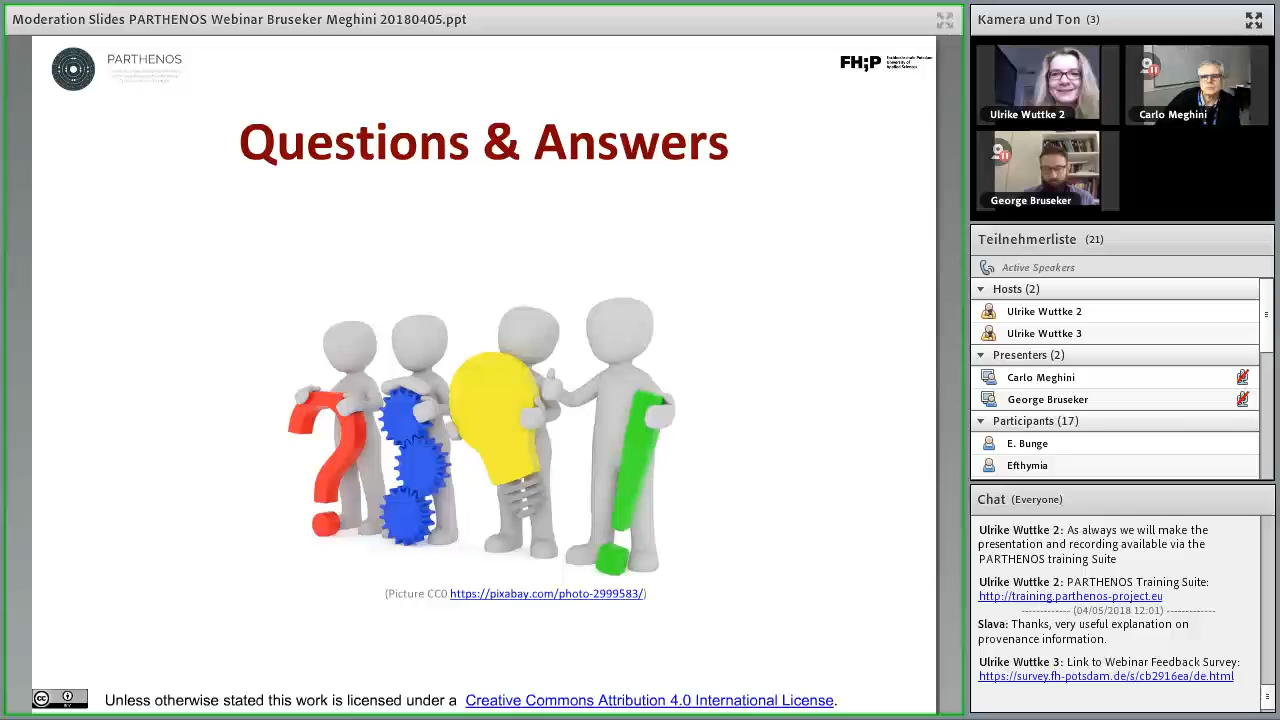 Moderation Slides PARTHENOS Webinar Bruseker Meghini 20180405.ppt
PARTHENOS
FH;P
University of
Applied Sciences
Questions & Answers
(Picture CC0 https://pixabay.com/photo-2999583/)
cc
BY
Unless otherwise stated this work is licensed under a Creative Commons Attribution 4.0 International License.
Kamera und Ton (3)
Ulrike Wuttke 2
Carlo Meghini
George Bruseker
Teilnehmerliste (21)
Active Speakers
Hosts (2)
Ulrike Wuttke 2
Ulrike Wuttke 3
Presenters (2)
Carlo Meghini
George Bruseker
Participants (17)
E. Bunge
Efthymia
Chat (Everyone)
Ulrike Wuttke 2: As always we will make the
presentation and recording available via the
PARTHENOS training Suite
Ulrike Wuttke 2: PARTHENOS Training Suite:
http://training.parthenos-project.eu
------------ (04/05/2018 12:01) ------------
Slava: Thanks, very useful explanation on
provenance information.
Ulrike Wuttke 3: Link to Webinar Feedback Survey:
https://survey.fh-potsdam.de/s/cb2916ea/de.html